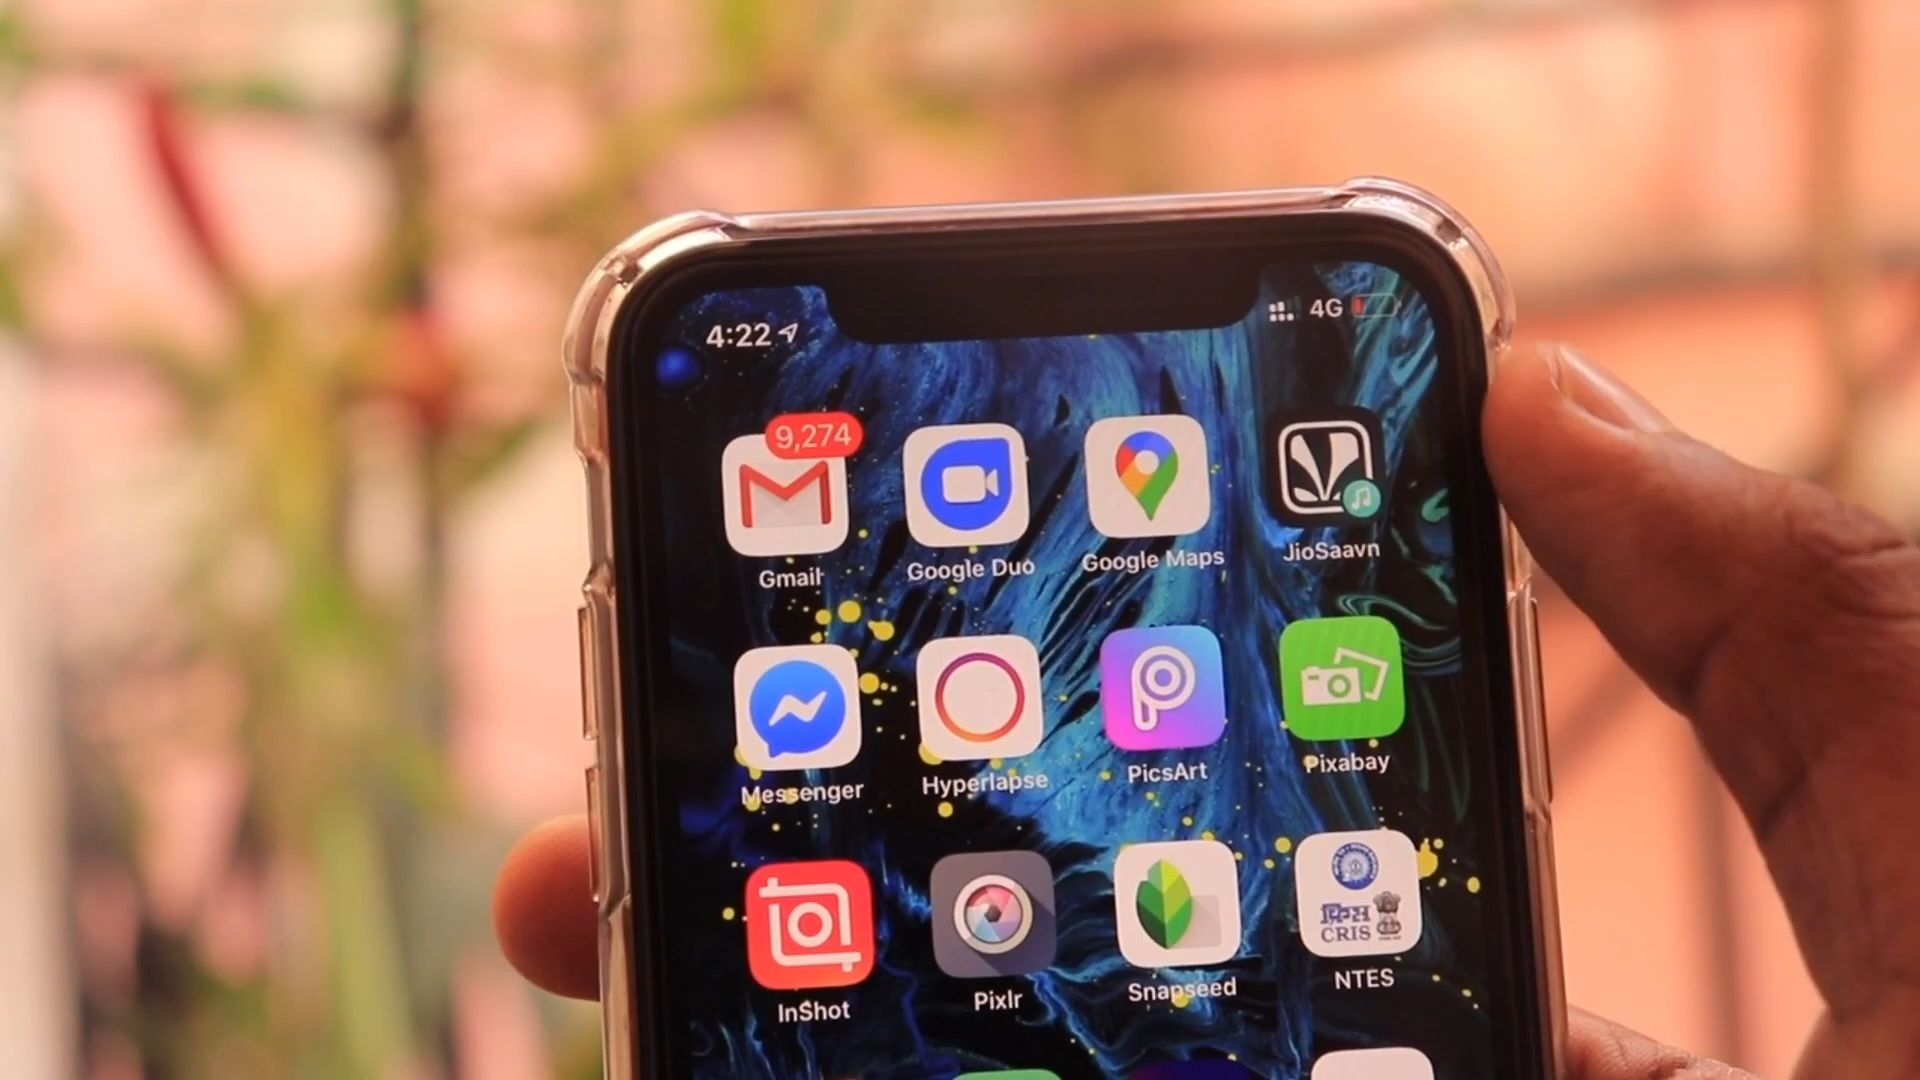 4:22 4G
9,274
Gmail Google Duo Google Maps JioSaavn
Messenger Hyperlapse PicsArt Pixabay
क्रिस
CRIS
InShot Pixlr Snapseed NTES